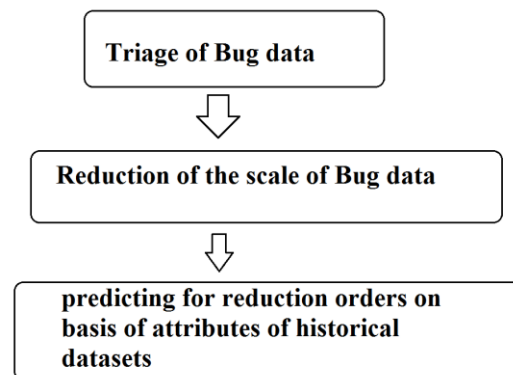 Triage of Bug data
Reduction of the scale of Bug data
predicting for reduction orders on
basis of attributes of historical
datasets